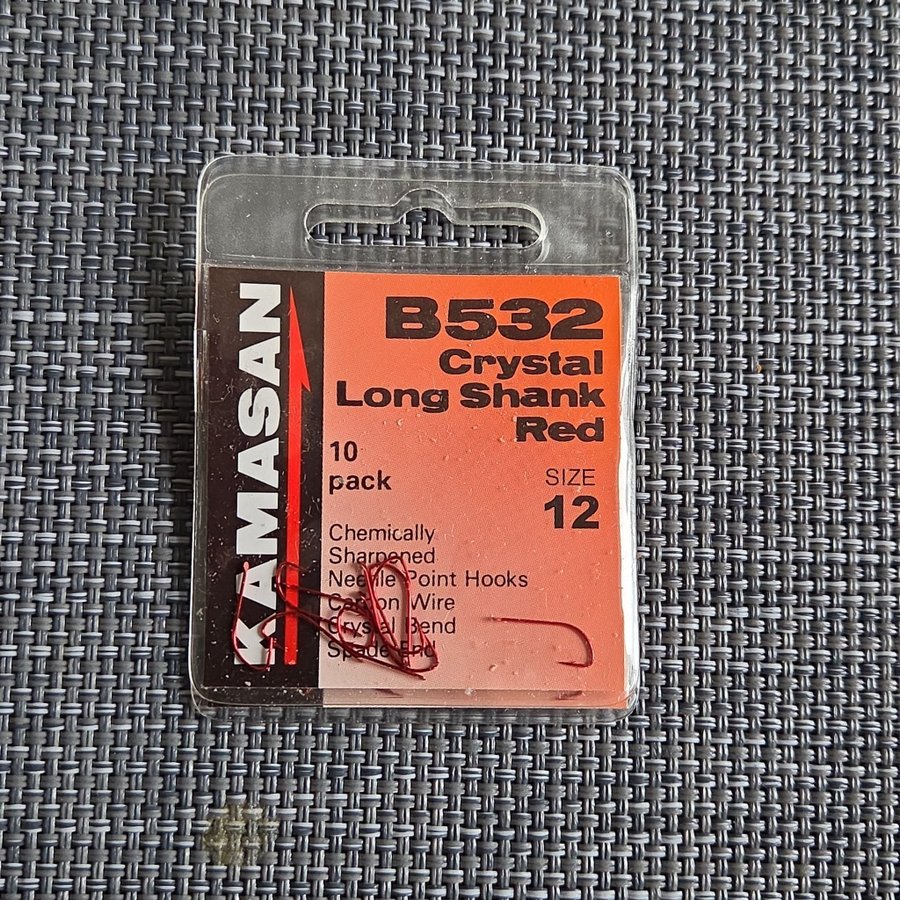 KAMASAN
B532
Crystal
Long Shank
Red
10
pack
SIZE
12
Chemically
Sharpened
Needle Point Hooks
Carbon Wire
Crystal Bend
Spade End